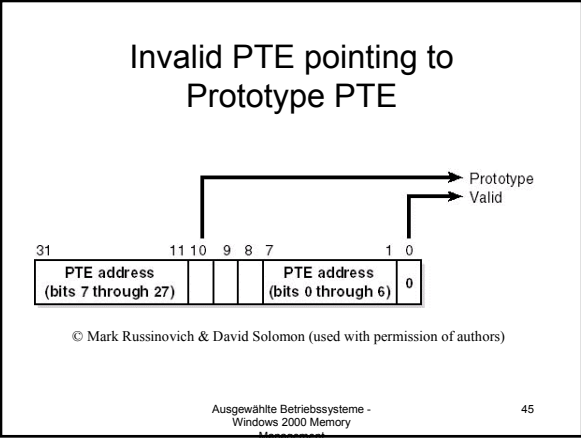 Invalid PTE pointing to
Prototype PTE
Prototype
Valid
31 11 10 9 8 7 1 0
PTE address
(bits 7 through 27)
PTE address
(bits 0 through 6)
0
© Mark Russinovich & David Solomon (used with permission of authors)
Ausgewählte Betriebssysteme -
Windows 2000 Memory
Management
45